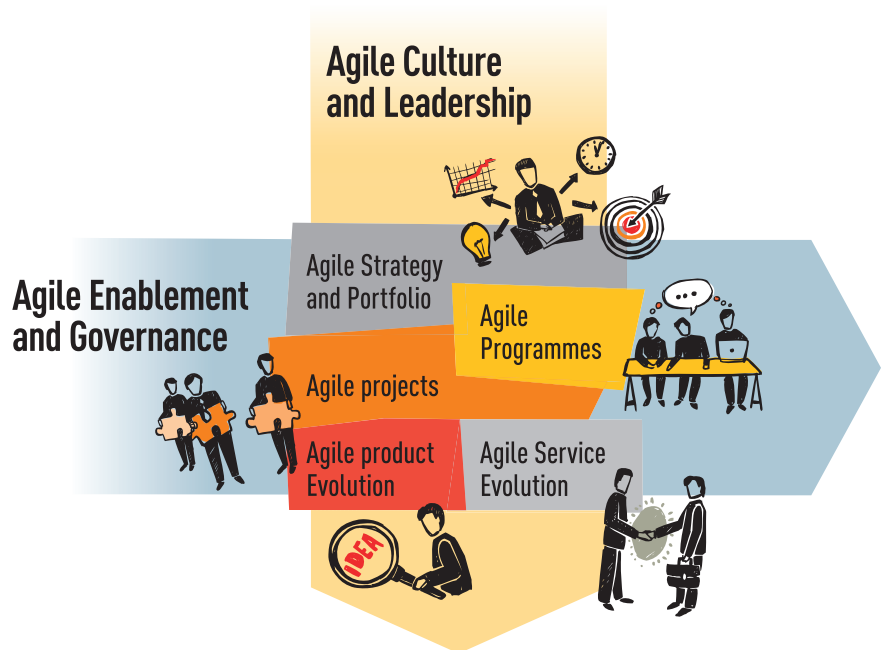 Agile Culture
and Leadership
Agile Enablement
and Governance
Agile Strategy
and Portfolio
Agile
Programmes
Agile projects
Agile product
Evolution
Agile Service
Evolution
IDEA